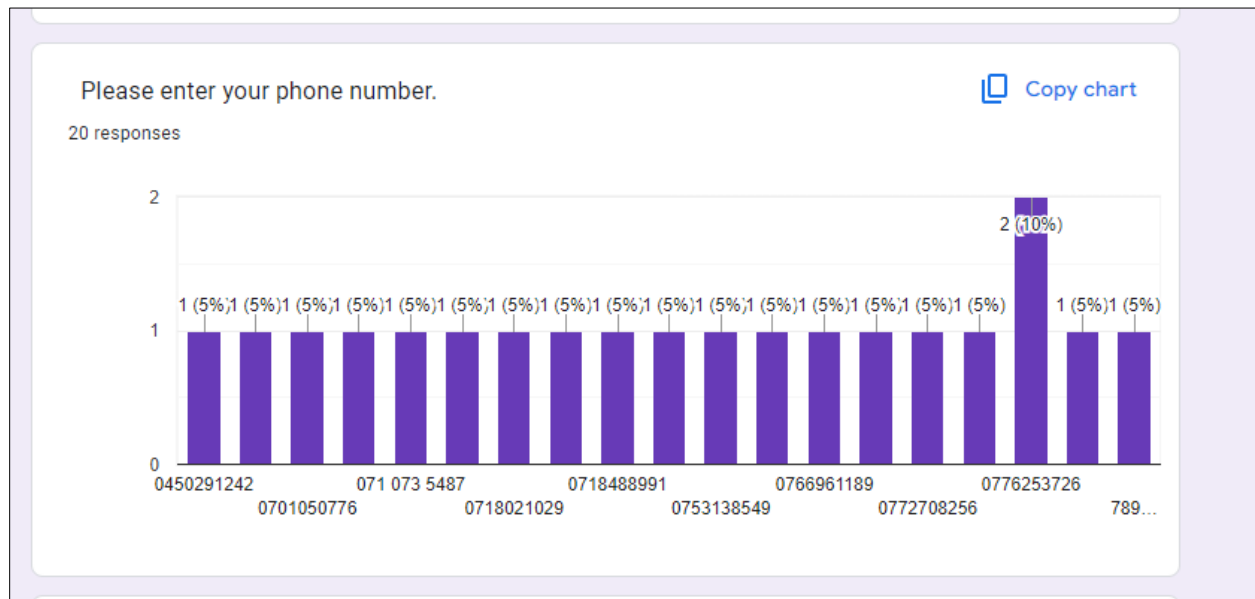 Please enter your phone number.
Copy chart
20 responses
2
2 (10%)
1 (5%)1 (5%)1 (5%)1 (5%)1 (5%)1 (5%)1 (5%)1 (5%)1 (5%)1 (5%)1 (5%)1 (5%)1 (5%)1 (5%)1 (5%)1 (5%) 1 (5%)1 (5%)
1
0
0450291242 071 073 5487 0718488991 0766961189 0776253726
0701050776 0718021029 0753138549 0772708256 789...